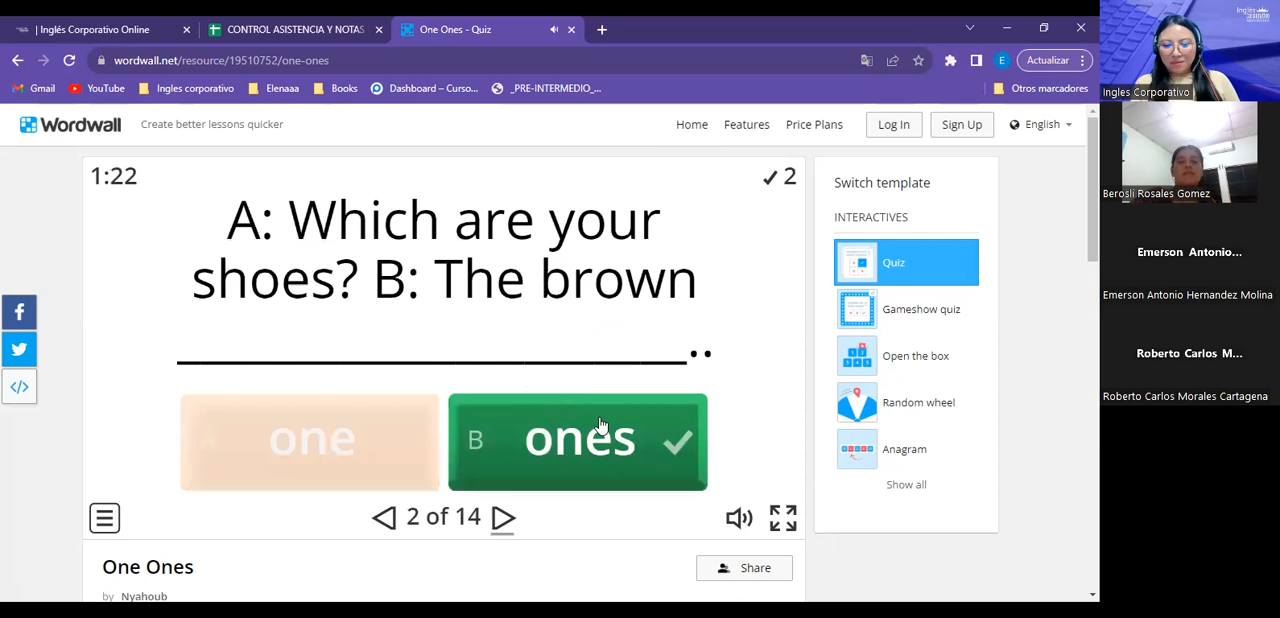 | Inglés Corporativo Online
CONTROL ASISTENCIA Y NOTAS
One Ones - Quiz
wordwall.net/resource/19510752/one-ones
E
Actualizar
Gmail
YouTube
Ingles corporativo
Elenaaa
Books
Dashboard – Curso...
_PRE-INTERMEDIO_...
Otros marcadores
Wordwall
Create better lessons quicker
Home
Features
Price Plans
Log In
Sign Up
English
1:22
2
A: Which are your
shoes? B: The brown
____________________..
A one
B ones
2 of 14
One Ones
by Nyahoub
Share
Switch template
INTERACTIVES
Quiz
Gameshow quiz
Open the box
Random wheel
Anagram
Show all
Ingles Corporativo
Berosli Rosales Gomez
Emerson Antonio...
Emerson Antonio Hernandez Molina
Roberto Carlos M...
Roberto Carlos Morales Cartagena